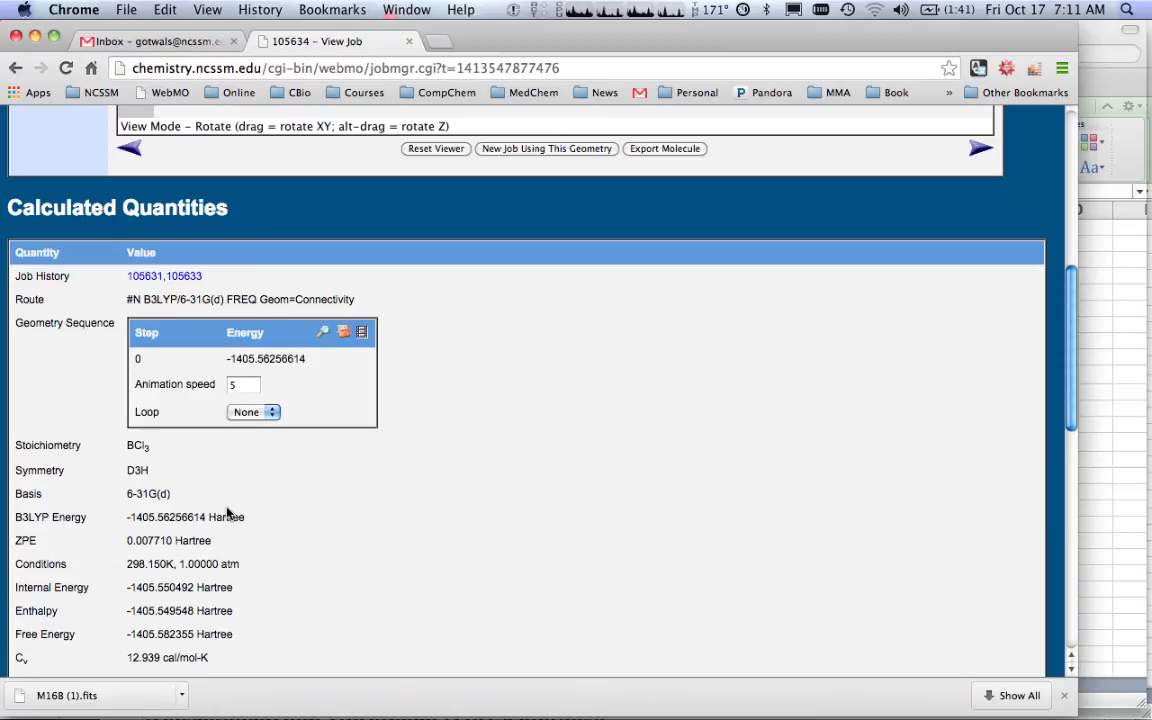 Chrome File Edit View History Bookmarks Window Help 171° (1:41) Fri Oct 17 7:11 AM
Inbox - gotwals@ncssm.e 105634 - View Job
chemistry.ncssm.edu/cgi-bin/webmo/jobmgr.cgi?t=1413547877476
Apps NCSSM WebMO Online CBio Courses CompChem MedChem News Personal Pandora MMA Book » Other Bookmarks
View Mode - Rotate (drag = rotate XY; alt-drag = rotate Z)
Reset Viewer New Job Using This Geometry Export Molecule
Aa
Calculated Quantities
Quantity Value
Job History 105631,105633
Route #N B3LYP/6-31G(d) FREQ Geom=Connectivity
Geometry Sequence
Step Energy
0 -1405.56256614
Animation speed 5
Loop None
Stoichiometry BCl3
Symmetry D3H
Basis 6-31G(d)
B3LYP Energy -1405.56256614 Hartree
ZPE 0.007710 Hartree
Conditions 298.150K, 1.00000 atm
Internal Energy -1405.550492 Hartree
Enthalpy -1405.549548 Hartree
Free Energy -1405.582355 Hartree
Cv 12.939 cal/mol-K
M16B (1).fits Show All